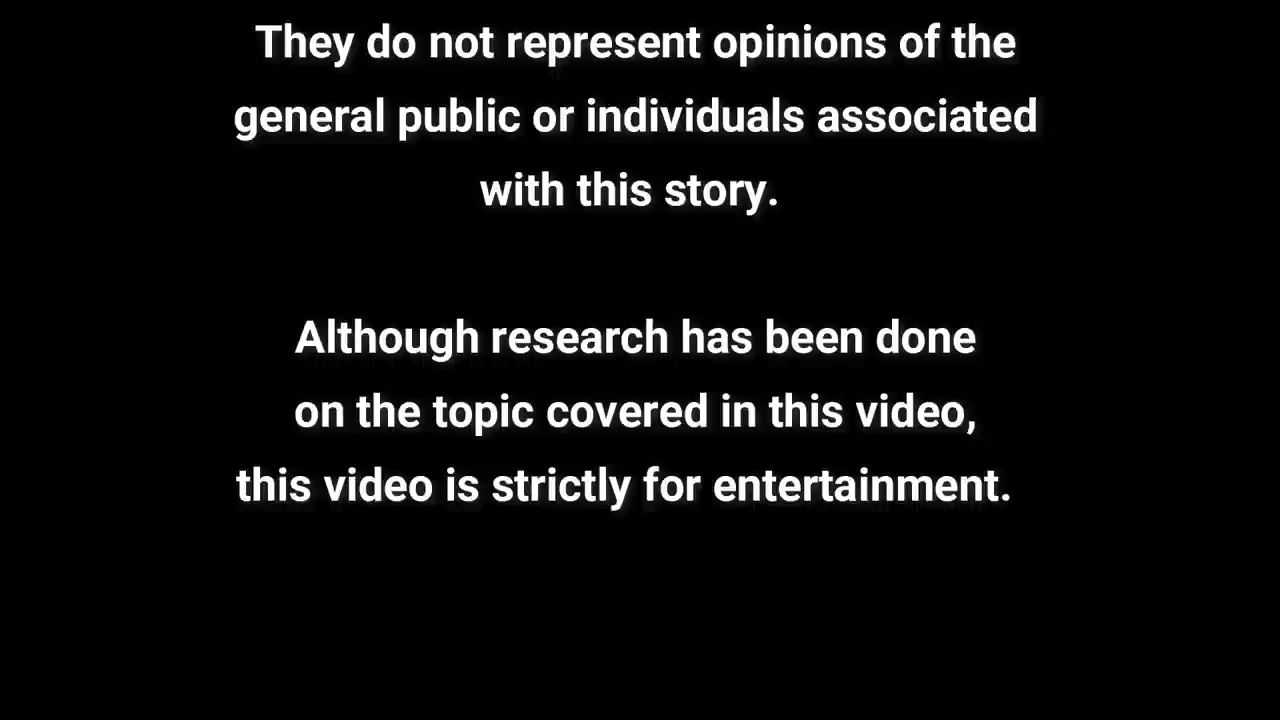 They do not represent opinions of the
general public or individuals associated
with this story.
Although research has been done
on the topic covered in this video,
this video is strictly for entertainment.